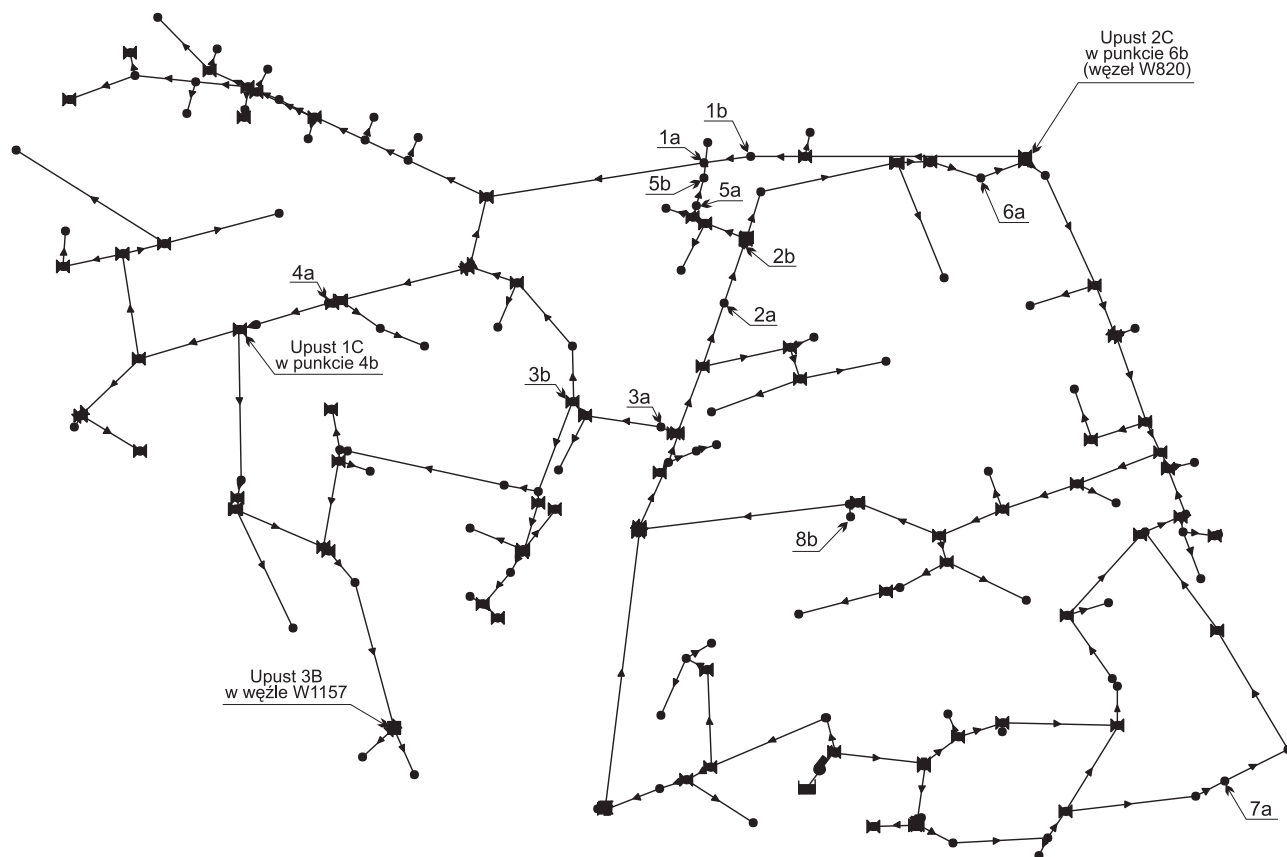 Upust 2C
w punkcie 6b
(węzeł W820)
1b
1a
5b
5a
6a
2b
4a
2a
Upust 1C
w punkcie 4b
3b
3a
8b
Upust 3B
w węźle W1157
7a